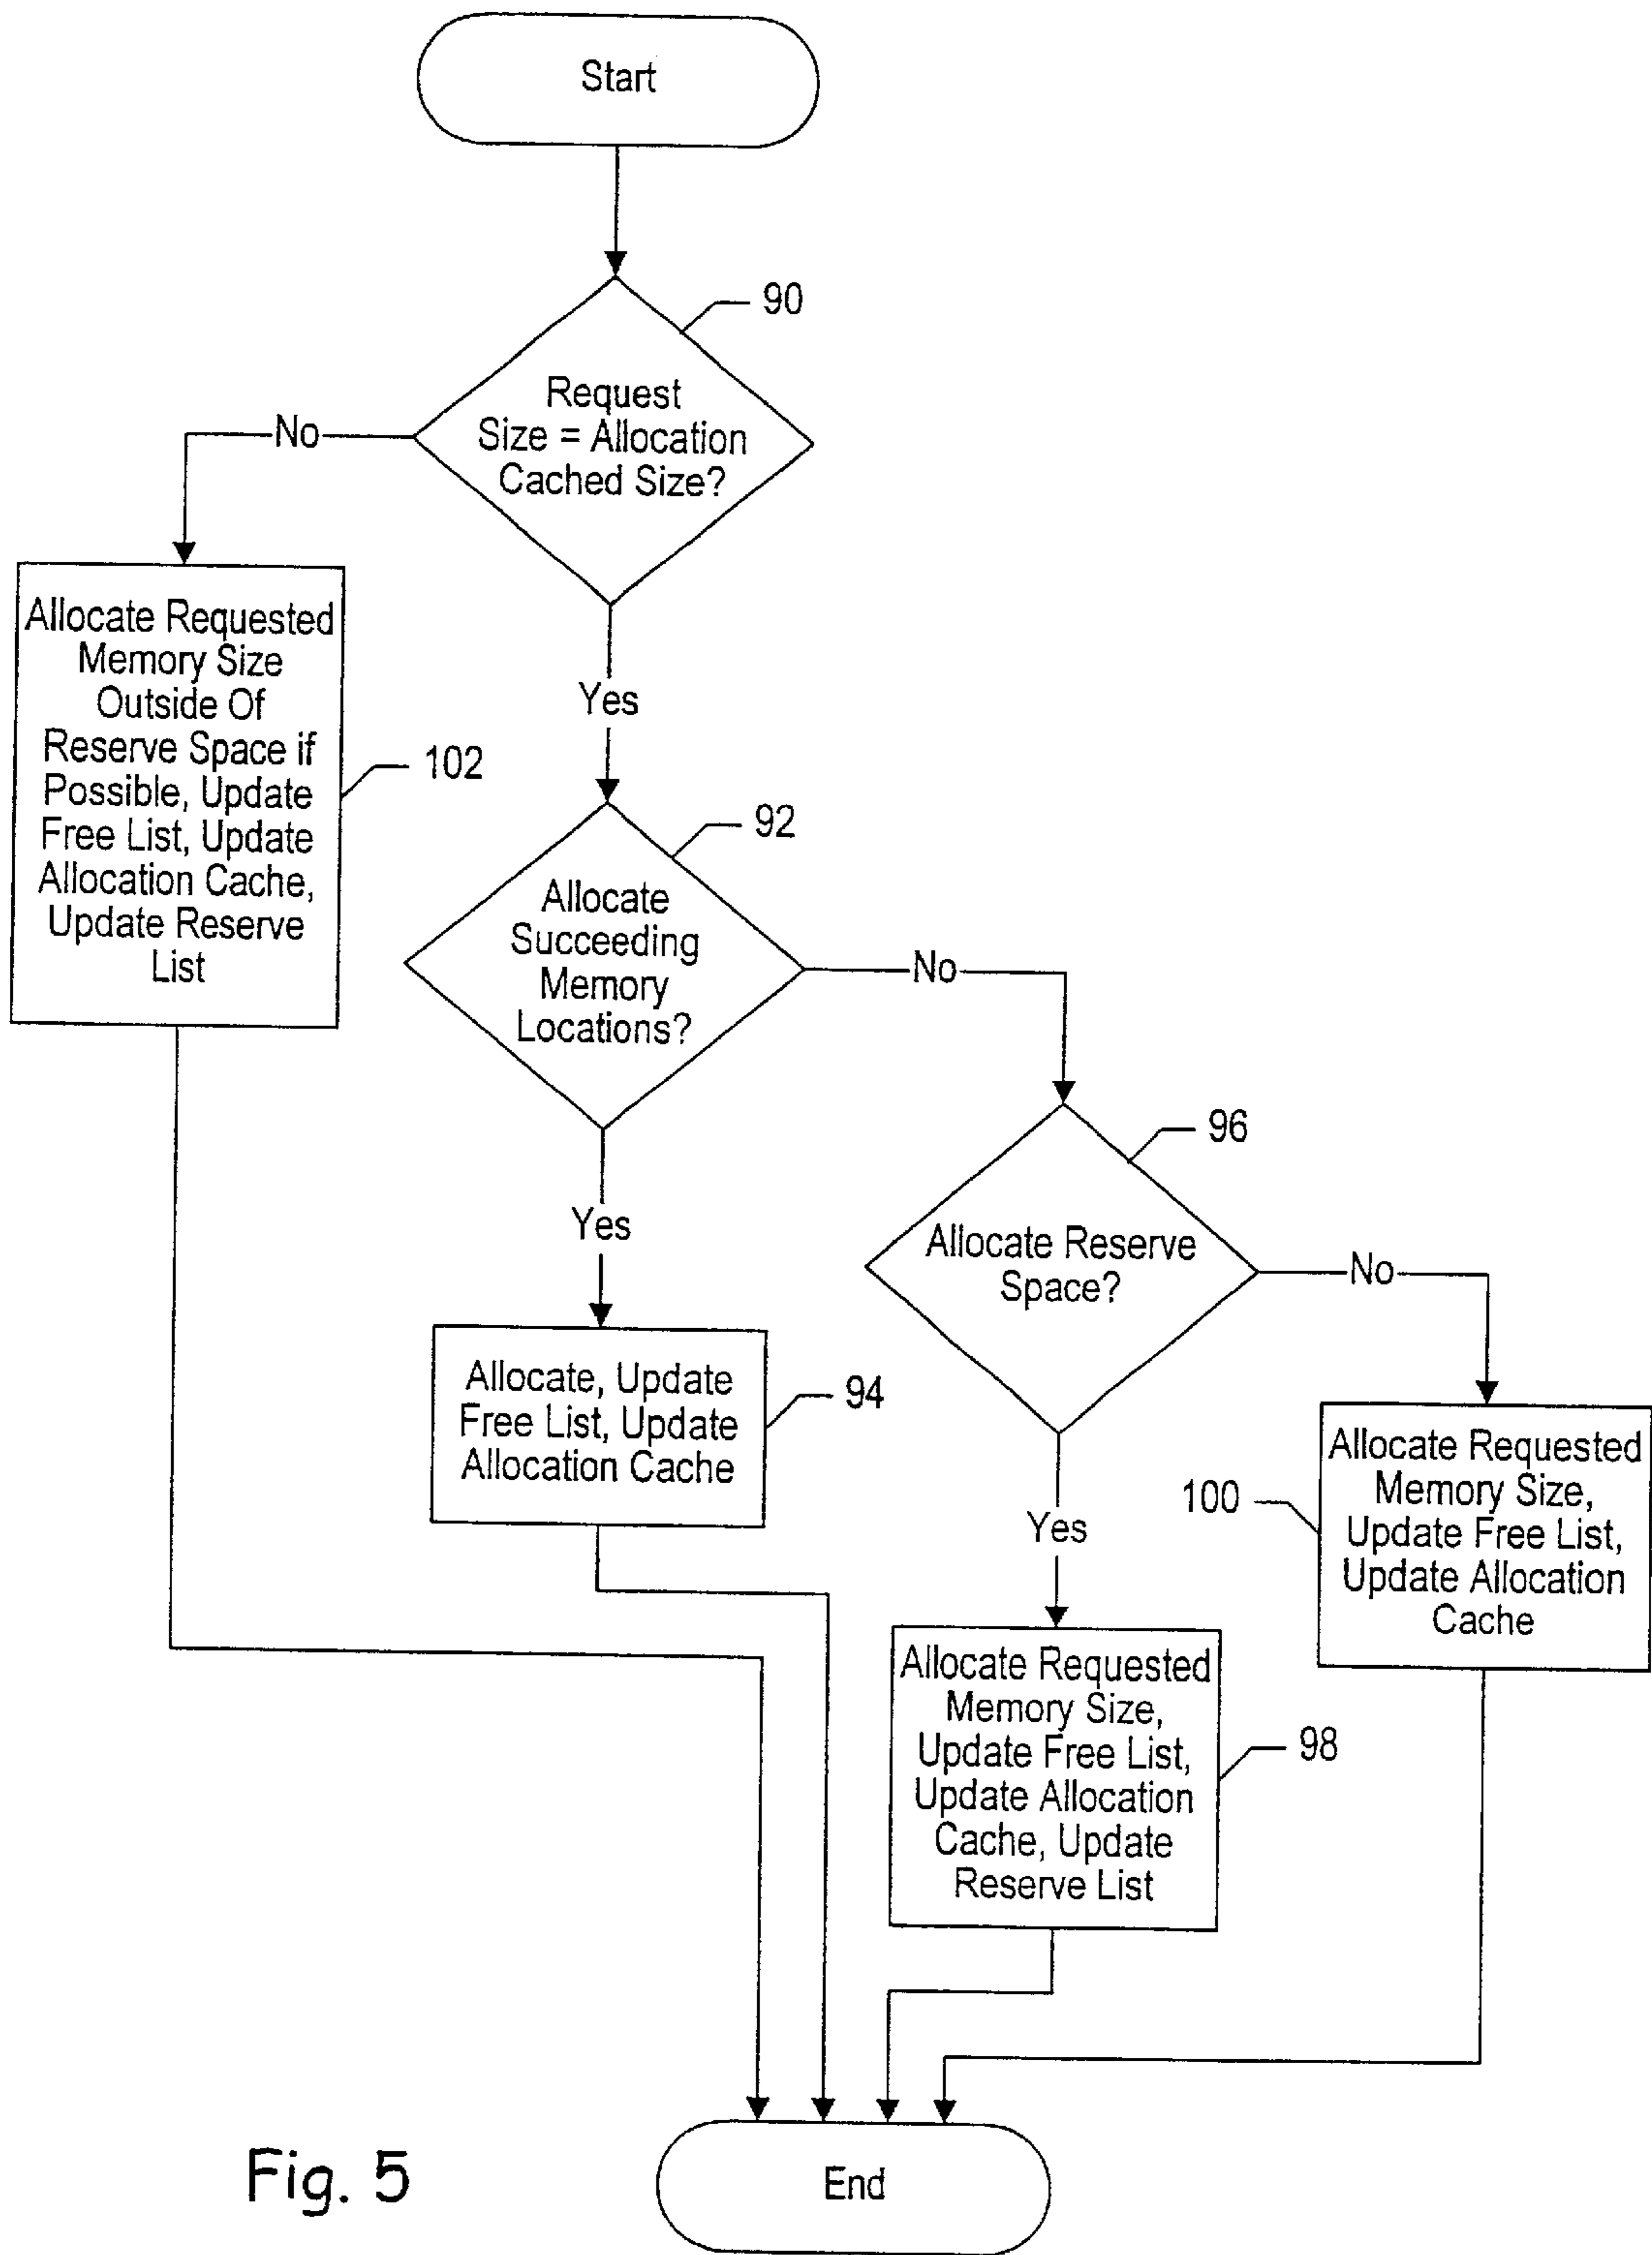 Start
90
Request
Size = Allocation
Cached Size?
No
Yes
Allocate Requested
Memory Size
Outside Of
Reserve Space if
Possible, Update
Free List, Update
Allocation Cache,
Update Reserve
List
102
92
Allocate
Succeeding
Memory
Locations?
No
Yes
96
Allocate Reserve
Space?
No
Yes
Allocate, Update
Free List, Update
Allocation Cache
94
Allocate Requested
Memory Size,
Update Free List,
Update Allocation
Cache
100
Allocate Requested
Memory Size,
Update Free List,
Update Allocation
Cache, Update
Reserve List
98
End
Fig. 5